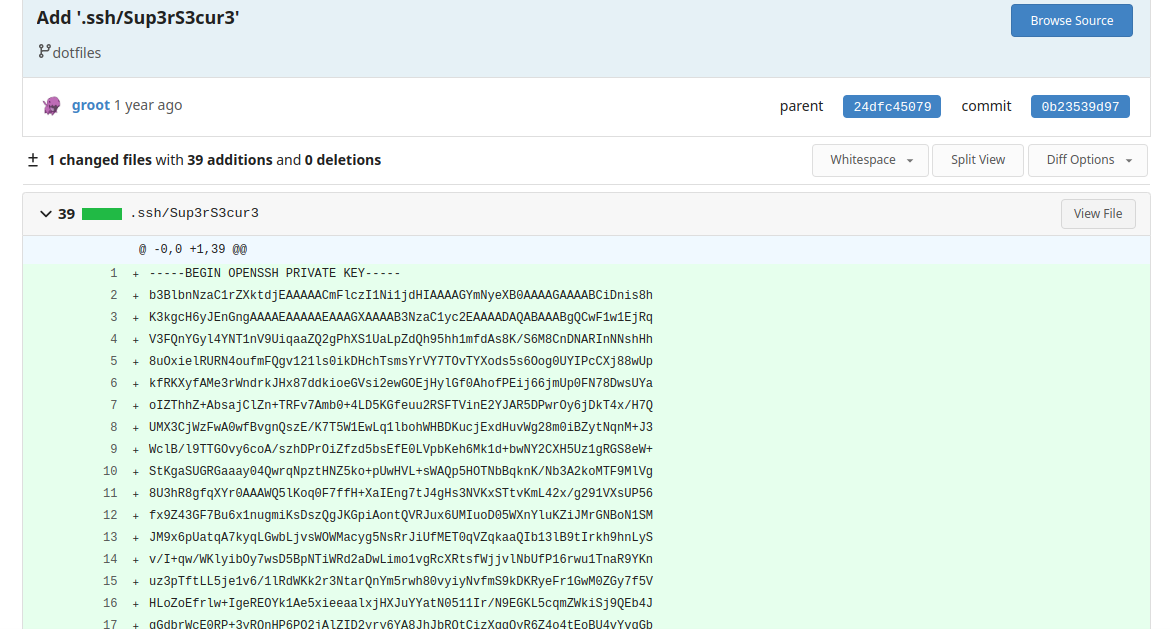 Add '.ssh/Sup3rS3cur3'
Browse Source
dotfiles
groot 1 year ago
parent 24dfc45079 commit 0b23539d97
1 changed files with 39 additions and 0 deletions
Whitespace
Split View
Diff Options
39 .ssh/Sup3rS3cur3
View File
@ -0,0 +1,39 @@
1 + -----BEGIN OPENSSH PRIVATE KEY-----
2 + b3BlbnNzaC1rZXktdjEAAAAACmFlczI1Ni1jdHIAAAAGYmNyeXB0AAAAGAAAABCiDnis8h
3 + K3kgcH6yJEnGngAAAAEAAAAAEAAAGXAAAAB3NzaC1yc2EAAAADAQABAAABgQCwF1w1EjRq
4 + V3FQnYGyl4YNT1nV9UiqaaZQ2gPhXS1UaLpZdQh95hh1mfdAs8K/S6M8CnDNARInNNshHh
5 + 8uOxielRURN4oufmFQgv121ls0ikDHchTsmsYrVY7TOvTYXods5s6Oog0UYIPcCXj88wUp
6 + kfRKXyfAMe3rWndrkJHx87ddkioeGVsi2ewGOEjHylGf0AhofPEij66jmUp0FN78DwsUYa
7 + oIZThhZ+AbsajClZn+TRFv7Amb0+4LD5KGfeuu2RSFTVinE2YJAR5DPwrOy6jDkT4x/H7Q
8 + UMX3CjWzFwA0wfBvgnQszE/K7T5W1EwLq1lbohWHBDKucjExdHuvWg28m0iBZytNqnM+J3
9 + WclB/l9TTGOvy6coA/szhDPrOiZfzd5bsEfE0LVpbKeh6Mk1d+bwNY2CXH5Uz1gRGS8eW+
10 + StKgaSUGRGaaay04QwrqNpztHNZ5ko+pUwHVL+sWAQp5HOTNbBqknK/Nb3A2koMTF9MlVg
11 + 8U3hR8gfqXYr0AAAWQ5lKoq0F7ffH+XaIEng7tJ4gHs3NVKxSTtvKmL42x/g291VXsUP56
12 + fx9Z43GF7Bu6x1nugmiKsDszQgJKGpiAontQVRJux6UMIuoD05WXnYluKZiJMrGNBoN1SM
13 + JM9x6pUatqA7kyqLGwbLjvsWOWMacyg5NsRrJiUfMET0qVZqkaaQIb13lB9tIrkh9hnLyS
14 + v/I+qw/WKlyibOy7wsD5BpNTiWRd2aDwLimo1vgRcXRtsfWjjvlNbUfP16rwu1TnaR9YKn
15 + uz3pTftLL5je1v6/1lRdWKk2r3NtarQnYm5rwh80vyiyNvfmS9kDKRyeFr1GwM0ZGy7f5V
16 + HLoZoEfrlw+IgeREOYk1Ae5xieeaalxjHXJuYYatN0511Ir/N9EGKL5cqmZWkiSj9QEb4J
17 +